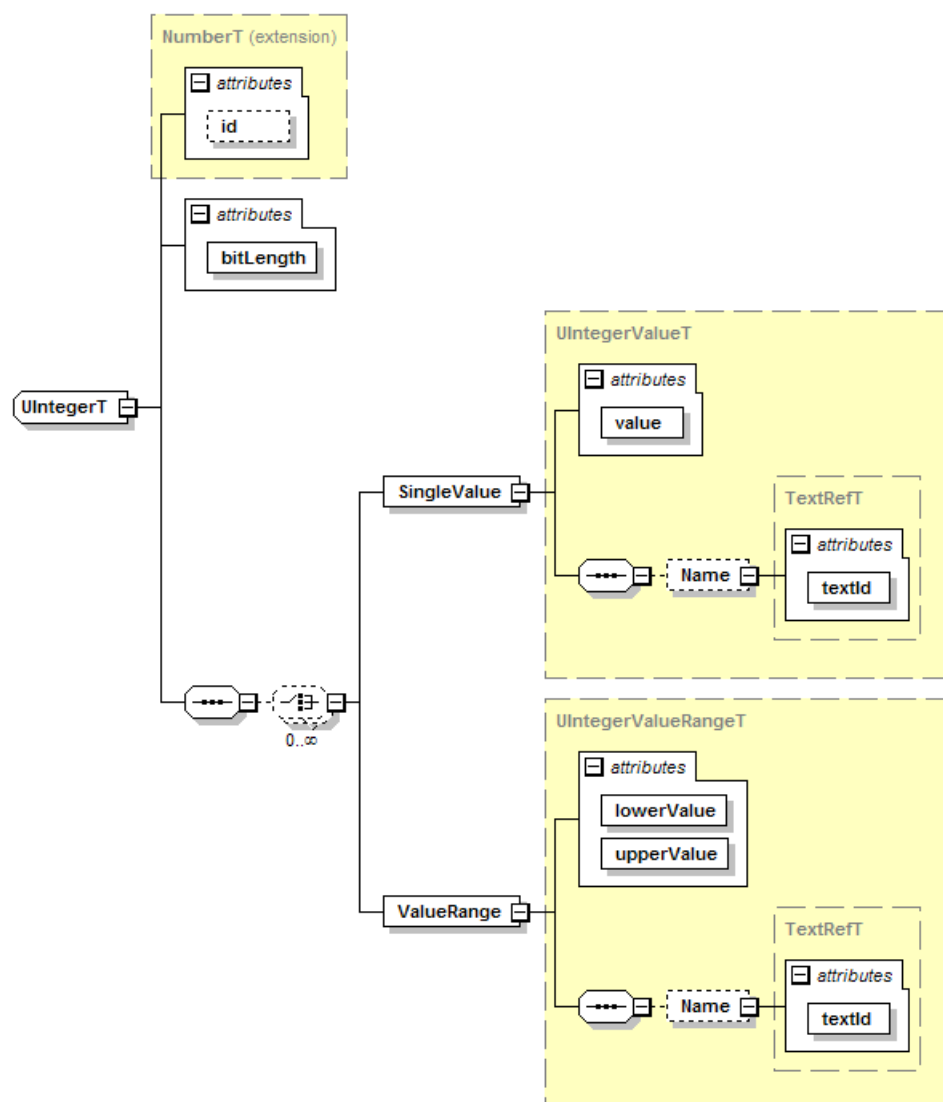 NumberT (extension)
attributes
id
attributes
bitLength
UIntegerT
UIntegerValueT
attributes
value
SingleValue
TextRefT
attributes
Name
textId
0..∞
UIntegerValueRangeT
attributes
lowerValue
upperValue
ValueRange
TextRefT
attributes
Name
textId